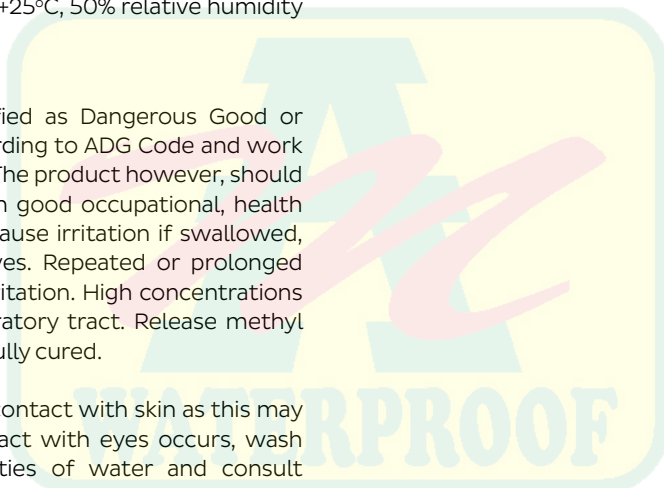 +25°C, 50% relative humidity
fied as Dangerous Good or
rding to ADG Code and work
The product however, should
n good occupational, health
ause irritation if swallowed,
yes. Repeated or prolonged
itation. High concentrations
ratory tract. Release methyl
ully cured.
contact with skin as this may
act with eyes occurs, wash
ties of water and consult
WATERPROOF